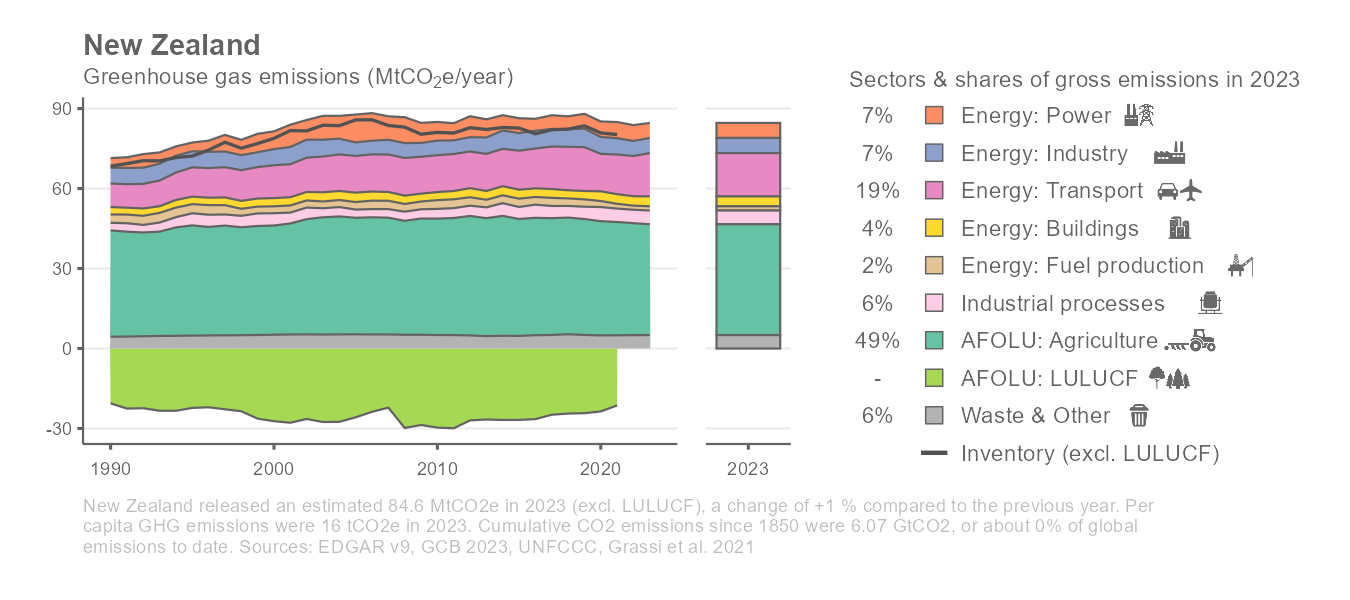 New Zealand
Greenhouse gas emissions (MtCO₂e/year)
90
60
30
0
-30
1990
2000
2010
2020
2023
Sectors & shares of gross emissions in 2023
7% Energy: Power
7% Energy: Industry
19% Energy: Transport
4% Energy: Buildings
2% Energy: Fuel production
6% Industrial processes
49% AFOLU: Agriculture
- AFOLU: LULUCF
6% Waste & Other
Inventory (excl. LULUCF)
New Zealand released an estimated 84.6 MtCO2e in 2023 (excl. LULUCF), a change of +1 % compared to the previous year. Per
capita GHG emissions were 16 tCO2e in 2023. Cumulative CO2 emissions since 1850 were 6.07 GtCO2, or about 0% of global
emissions to date. Sources: EDGAR v9, GCB 2023, UNFCCC, Grassi et al. 2021